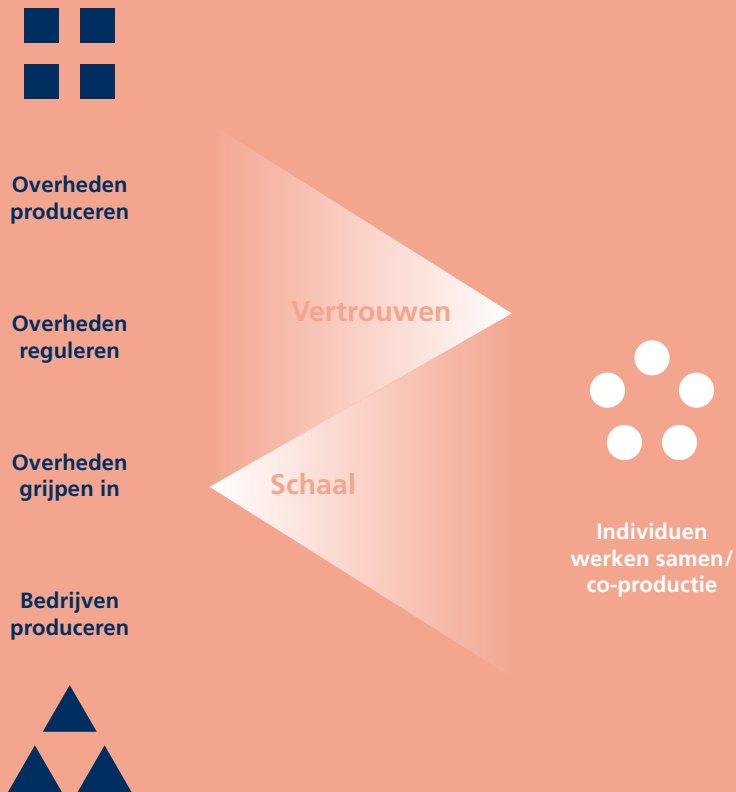 Overheden
produceren
Overheden
reguleren
Overheden
grijpen in
Bedrijven
produceren
Vertrouwen
Schaal
Individuen
werken samen/
co-productie